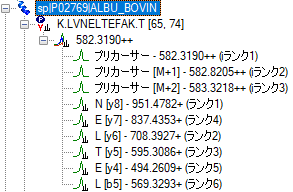 sp|P02769|ALBU_BOVIN
K.LVNELTEFAK.T [65, 74]
582.3190++
プリカーサー - 582.3190++ (iランク1)
プリカーサー [M+1] - 582.8205++ (iランク2)
プリカーサー [M+2] - 583.3218++ (iランク3)
N [y8] - 951.4782+ (ランク1)
E [y7] - 837.4353+ (ランク4)
L [y6] - 708.3927+ (ランク2)
T [y5] - 595.3086+ (ランク3)
E [y4] - 494.2609+ (ランク5)
L [b5] - 569.3293+ (ランク6)